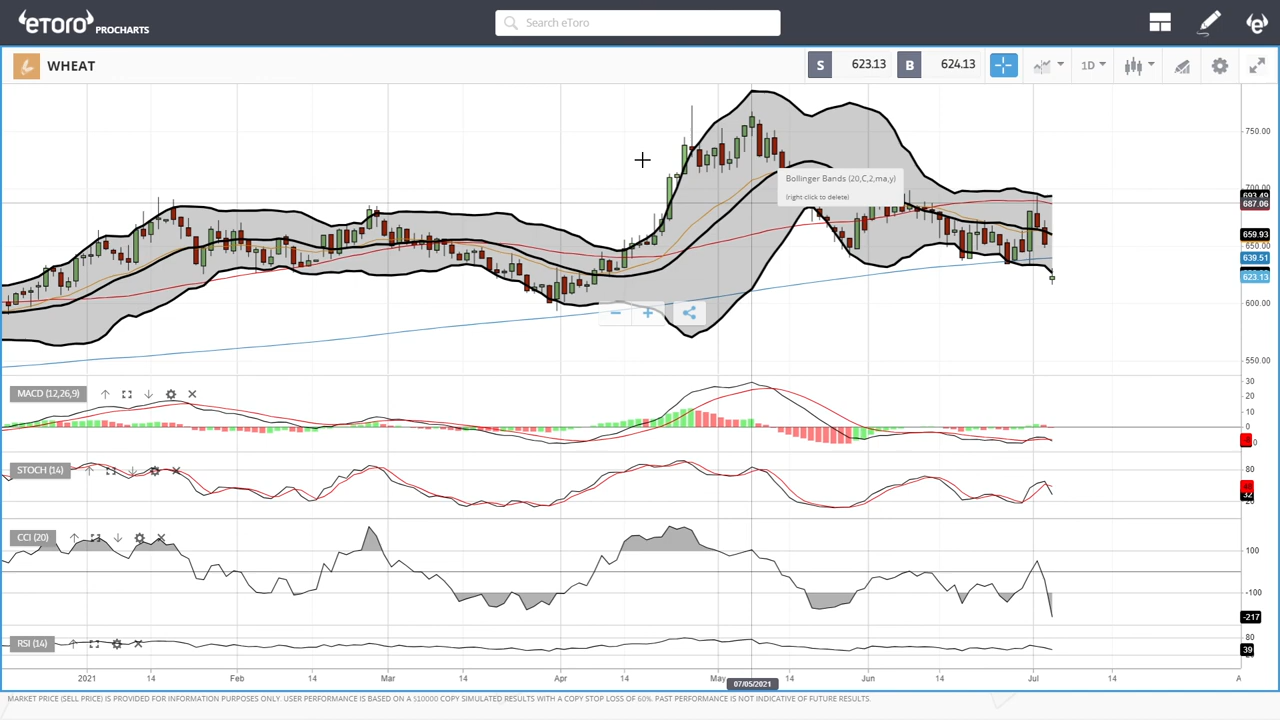 eToro PROCHARTS
Search eToro
WHEAT
S 623.13 B 624.13
1D
750.00
700.00
693.49
687.06
659.93
650.00
639.51
623.13
600.00
550.00
Bollinger Bands (20,C,2,ma,y)
(right-click to delete)
MACD (12,26,9)
30
20
10
0
STOCH (14)
80
32
20
CCI (20)
100
-100
-217
RSI (14)
80
39
2021 14 Feb 14 Mar 14 Apr 14 May 14 Jun 14 Jul 14 A
07/05/2021
MARKET PRICE (SELL PRICE) IS PROVIDED FOR INFORMATION PURPOSES ONLY. USER PERFORMANCE IS BASED ON A $10000 COPY SIMULATED RESULTS WITH A COPY STOP LOSS OF 60%. PAST PERFORMANCE IS NOT INDICATIVE OF FUTURE RESULTS.